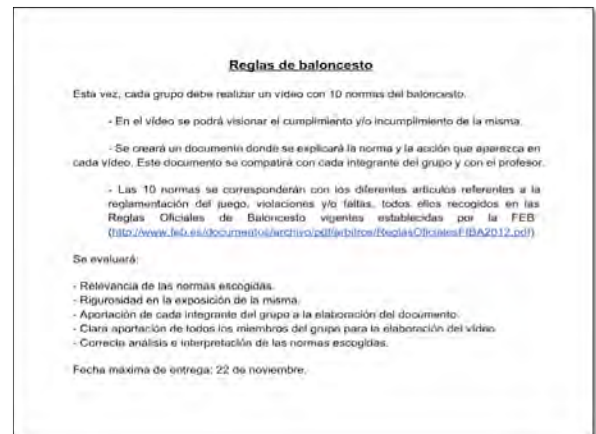 Reglas de baloncesto
Esta vez, cada grupo debe realizar un vídeo con 10 normas del baloncesto.
- En el vídeo se podrá visionar el cumplimiento y/o incumplimiento de la misma.
- Se creará un documento donde se explicará la norma y la acción que aparezca en
cada vídeo. Este documento se compatirá con cada integrante del grupo y con el profesor.
- Las 10 normas se corresponderán con los diferentes artículos referentes a la
reglamentación del juego, violaciones y/o faltas, todos ellos recogidos en las
Reglas Oficiales de Baloncesto vigentes establecidas por la FEB
(http://www.feb.es/documentos/archivo/pdf/arbitros/ReglasOficialesFIBA2012.pdf)
Se evaluará:
- Relevancia de las normas escogidas.
- Rigurosidad en la exposición de la misma.
- Aportación de cada integrante del grupo a la elaboración del documento.
- Clara aportación de todos los miembros del grupo para la elaboración del vídeo.
- Correcto análisis e interpretación de las normas escogidas.
Fecha máxima de entrega: 22 de noviembre.